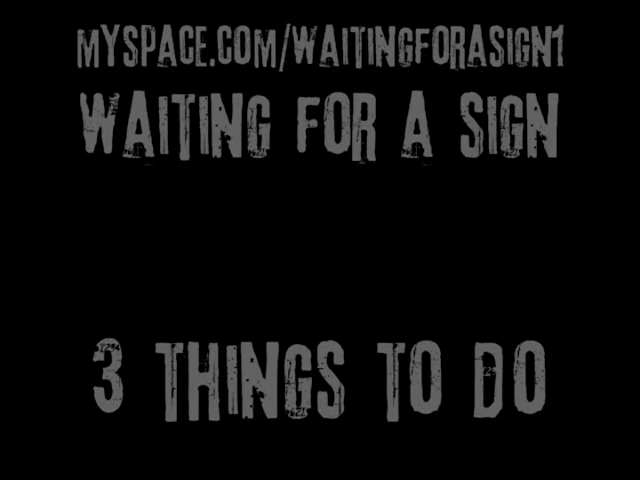 MYSPACE.COM/WAITINGFORASIGN1
WAITING FOR A SIGN
3 THINGS TO DO